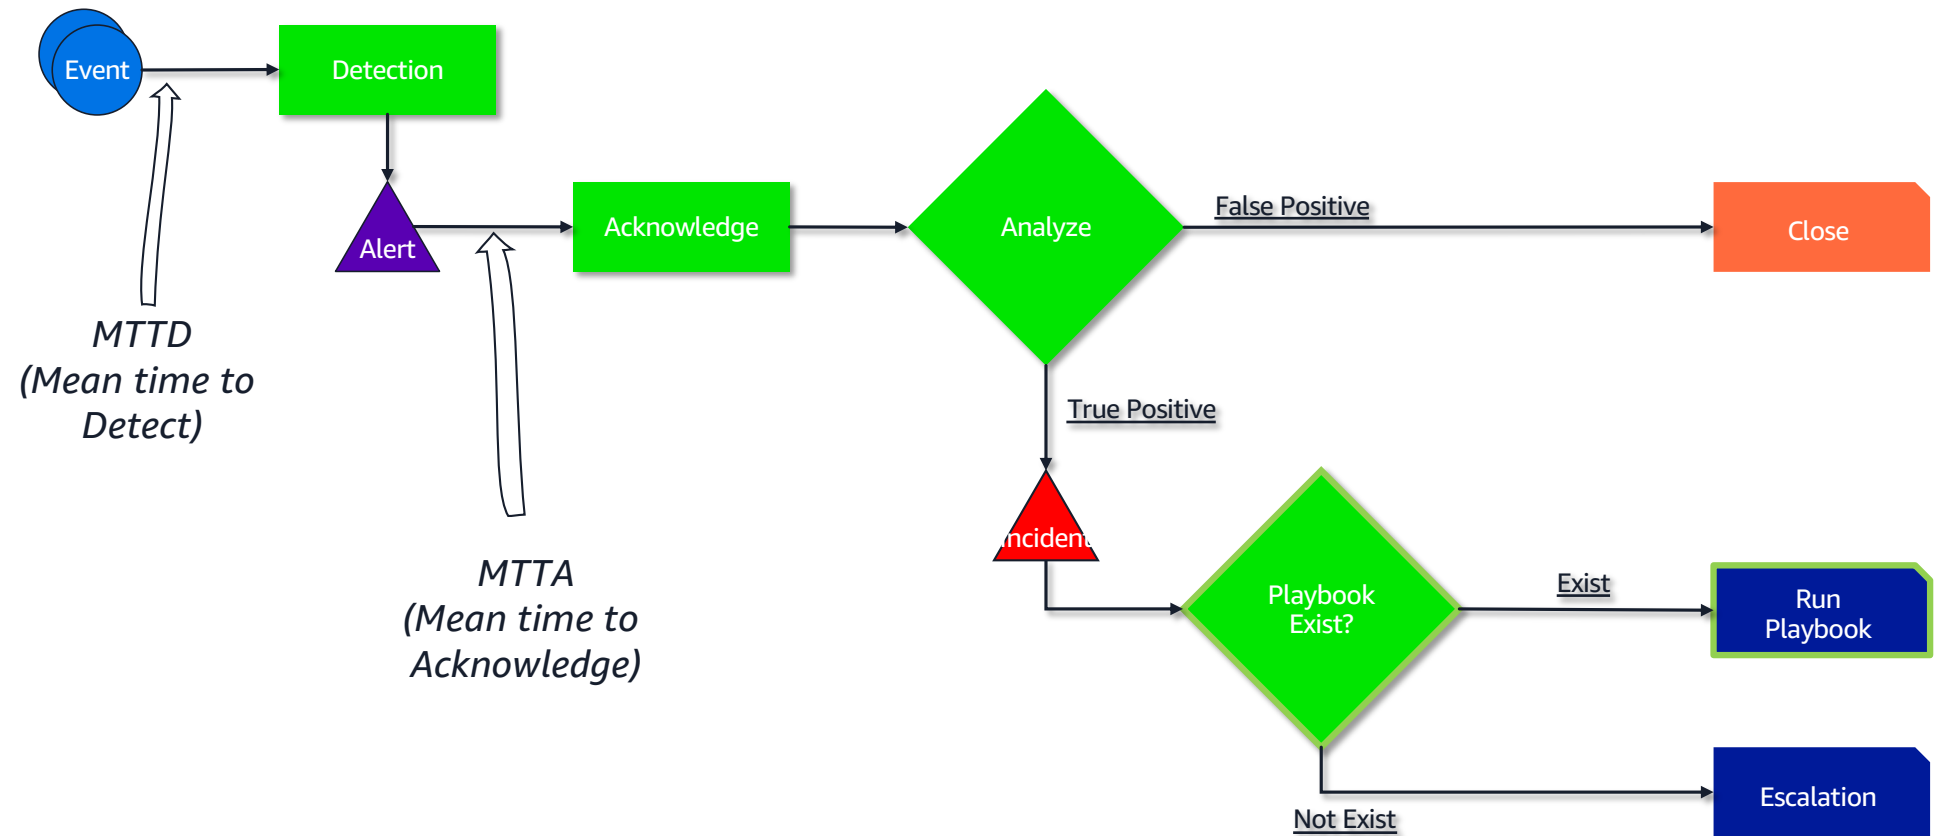 Event
Detection
Alert
Acknowledge
Analyze
False Positive
Close
MTTD
(Mean time to
Detect)
True Positive
Incident
MTTA
(Mean time to
Acknowledge)
Playbook
Exist?
Exist
Run
Playbook
Not Exist
Escalation